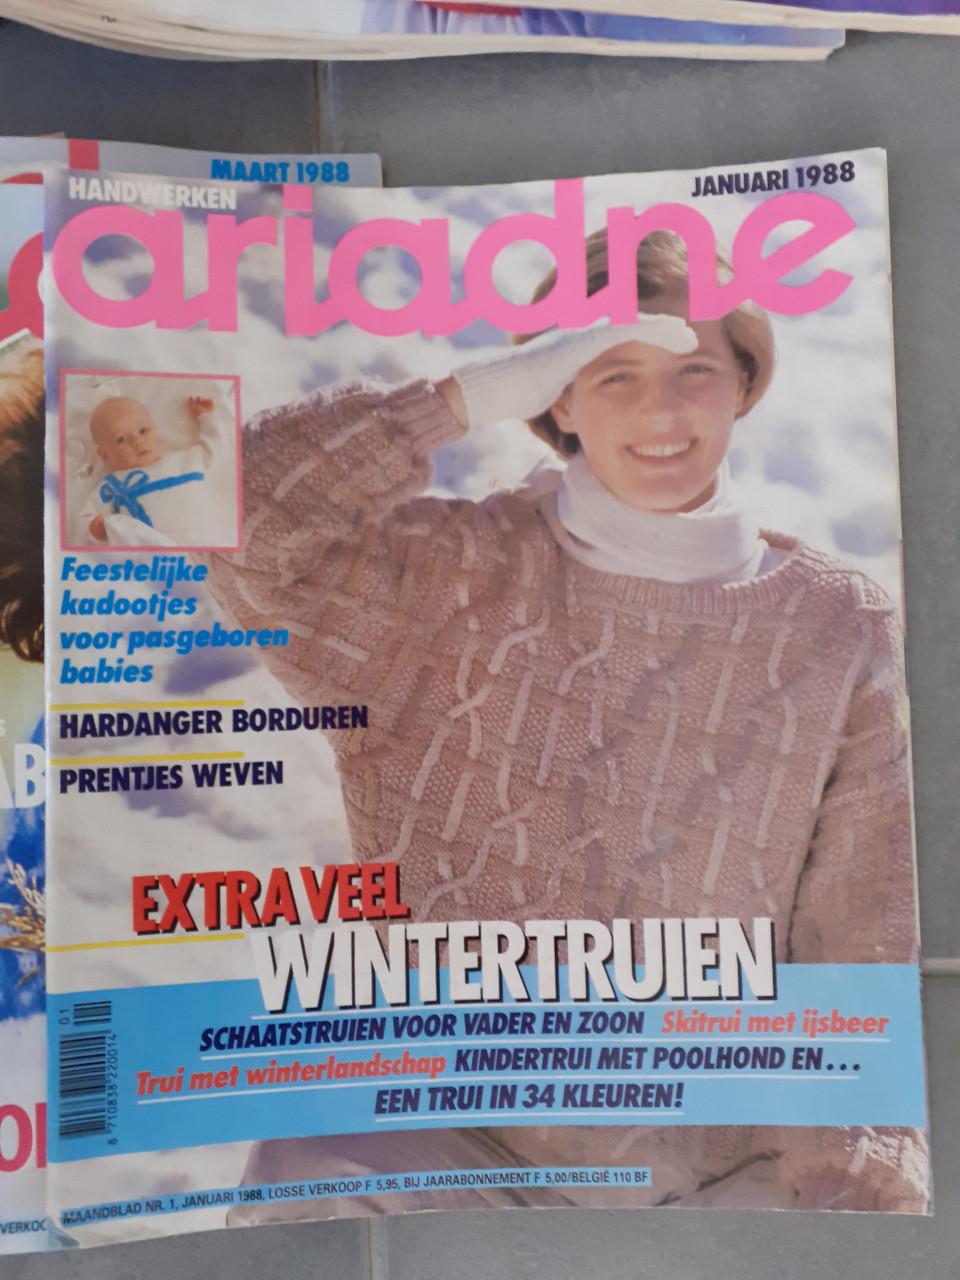 MAART 1988
HANDWERKEN
JANUARI 1988
ariadne
Feestelijke
kadootjes
voor pasgeboren
babies
HARDANGER BORDUREN
PRENTJES WEVEN
EXTRA VEEL
WINTERTRUIEN
SCHAATSTRUIEN VOOR VADER EN ZOON Skitrui met ijsbeer
Trui met winterlandschap KINDERTRUI MET POOLHOND EN...
EEN TRUI IN 34 KLEUREN!
01
8 710838 220014
MAANDBLAD NR. 1, JANUARI 1988, LOSSE VERKOOP F 5,95, BIJ JAARABONNEMENT F 5,00/BELGIË 110 BF